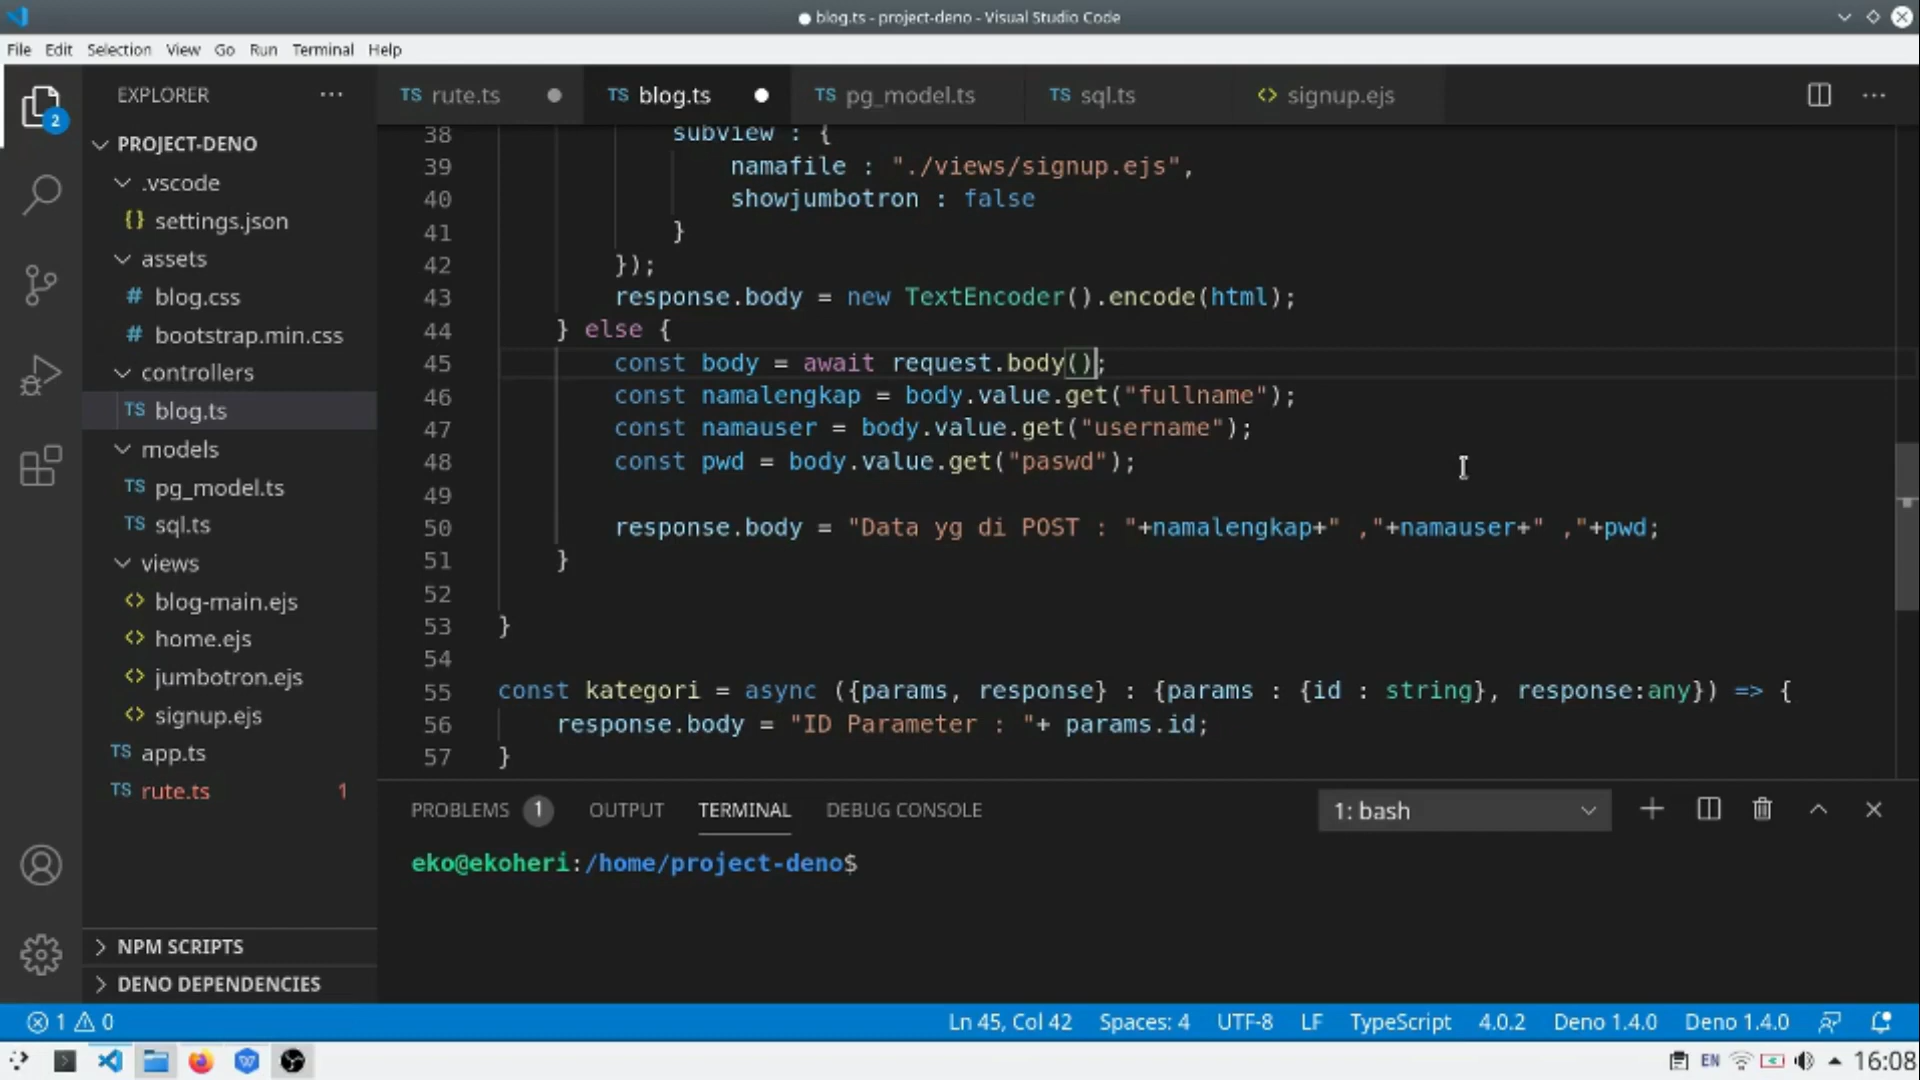 blog.ts - project-deno - Visual Studio Code
File Edit Selection View Go Run Terminal Help
2
EXPLORER ···
PROJECT-DENO
.vscode
{} settings.json
assets
# blog.css
# bootstrap.min.css
controllers
TS blog.ts
models
TS pg_model.ts
TS sql.ts
views
<> blog-main.ejs
<> home.ejs
<> jumbotron.ejs
<> signup.ejs
TS app.ts
TS rute.ts 1
NPM SCRIPTS
DENO DEPENDENCIES
TS rute.ts TS blog.ts TS pg_model.ts TS sql.ts <> signup.ejs ···
38 subview : {
39 namafile : "./views/signup.ejs",
40 showjumbotron : false
41 }
42 });
43 response.body = new TextEncoder().encode(html);
44 } else {
45 const body = await request.body();
46 const namalengkap = body.value.get("fullname");
47 const namauser = body.value.get("username");
48 const pwd = body.value.get("paswd");
49
50 response.body = "Data yg di POST : "+namalengkap+" ,"+namauser+" ,"+pwd;
51 }
52
53 }
54
55 const kategori = async ({params, response} : {params : {id : string}, response:any}) => {
56 response.body = "ID Parameter : "+ params.id;
57 }
PROBLEMS 1 OUTPUT TERMINAL DEBUG CONSOLE 1: bash
eko@ekoheri:/home/project-deno$
1 0 Ln 45, Col 42 Spaces: 4 UTF-8 LF TypeScript 4.0.2 Deno 1.4.0 Deno 1.4.0
EN 16:08